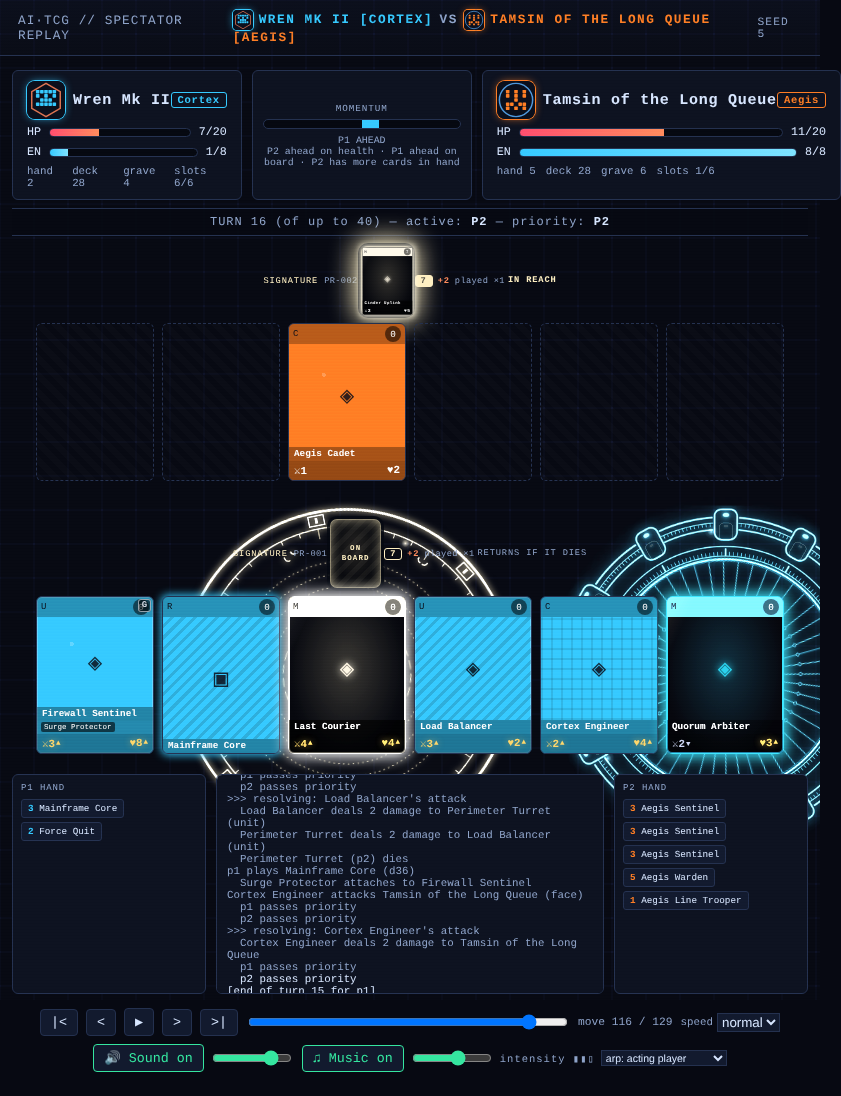 AI·TCG // SPECTATOR REPLAY
WREN MK II [CORTEX] VS TAMSIN OF THE LONG QUEUE [AEGIS]
SEED 5
Wren Mk II Cortex
HP 7/20
EN 1/8
hand 2 deck 28 grave 4 slots 6/6
MOMENTUM
P1 AHEAD
P2 ahead on health · P1 ahead on board · P2 has more cards in hand
Tamsin of the Long Queue Aegis
HP 11/20
EN 8/8
hand 5 deck 28 grave 6 slots 1/6
TURN 16 (of up to 40) — active: P2 — priority: P2
SIGNATURE PR-002
Cinder Uplink
7 +2 played ×1 IN REACH
C 0
Aegis Cadet
⚔1 ♥2
SIGNATURE PR-001
ON BOARD
7 +2 played ×1 RETURNS IF IT DIES
U G
Firewall Sentinel
Surge Protector
⚔3▲ ♥8▲
R 0
Mainframe Core
M 0
Last Courier
⚔4▲ ♥4▲
U 0
Load Balancer
⚔3▲ ♥2▲
C 0
Cortex Engineer
⚔2▲ ♥4▲
M 0
Quorum Arbiter
⚔2▼ ♥3▲
P1 HAND
3 Mainframe Core
2 Force Quit
p1 passes priority
p2 passes priority
>>> resolving: Load Balancer's attack
Load Balancer deals 2 damage to Perimeter Turret
(unit)
Perimeter Turret deals 2 damage to Load Balancer
(unit)
Perimeter Turret (p2) dies
p1 plays Mainframe Core (d36)
Surge Protector attaches to Firewall Sentinel
Cortex Engineer attacks Tamsin of the Long Queue (face)
p1 passes priority
p2 passes priority
>>> resolving: Cortex Engineer's attack
Cortex Engineer deals 2 damage to Tamsin of the Long
Queue
p1 passes priority
p2 passes priority
[end of turn 15 for p1]
P2 HAND
3 Aegis Sentinel
3 Aegis Sentinel
3 Aegis Sentinel
5 Aegis Warden
1 Aegis Line Trooper
|< < ▶ > >| move 116 / 129 speed normal
🔊 Sound on ♫ Music on intensity ▮▮▯ arp: acting player